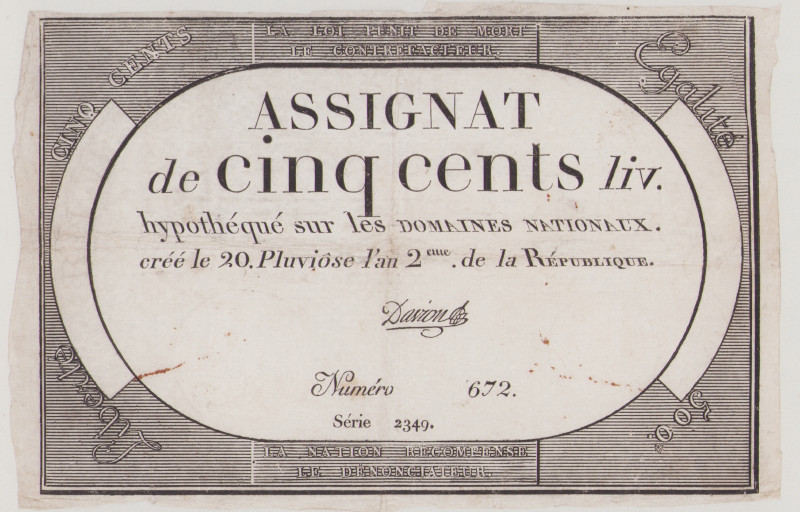 LA LOI PUNIT DE MORT
LE CONTREFACTEUR.
CINQ CENTS
Egalité
ASSIGNAT
de cinq cents liv.
hypothéqué sur les DOMAINES NATIONAUX.
créé le 20. Pluviôse l'an 2eme. de la RÉPUBLIQUE.
Davion
Numéro 672.
Série 2349.
Liberté
500.
LA NATION RÉCOMPENSE
LE DÉNONCIATEUR.